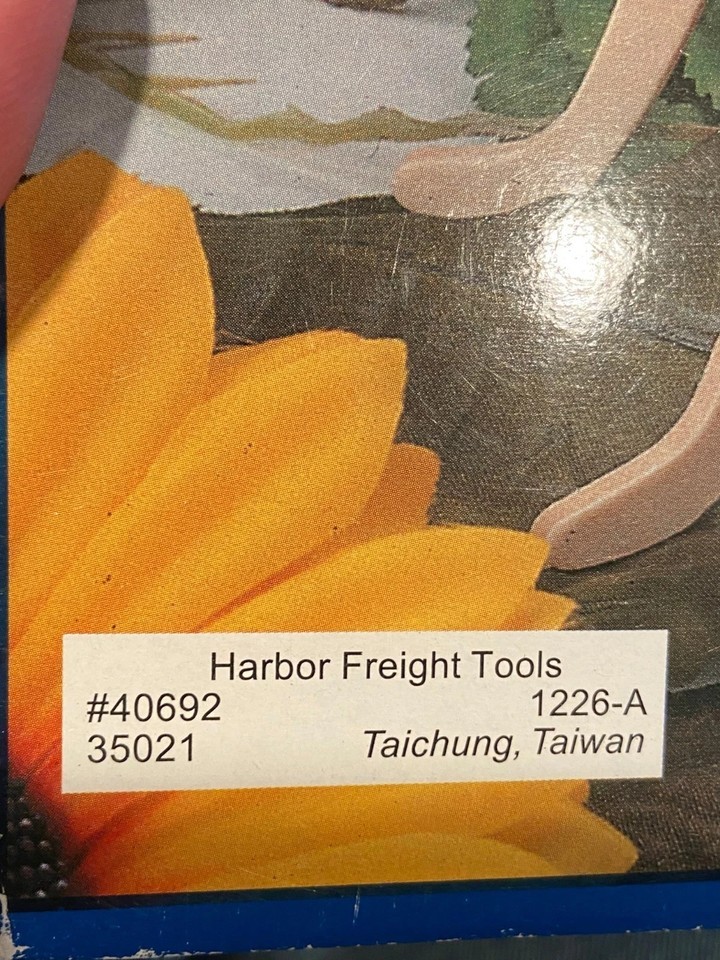 Harbor Freight Tools
#40692 1226-A
35021 Taichung, Taiwan